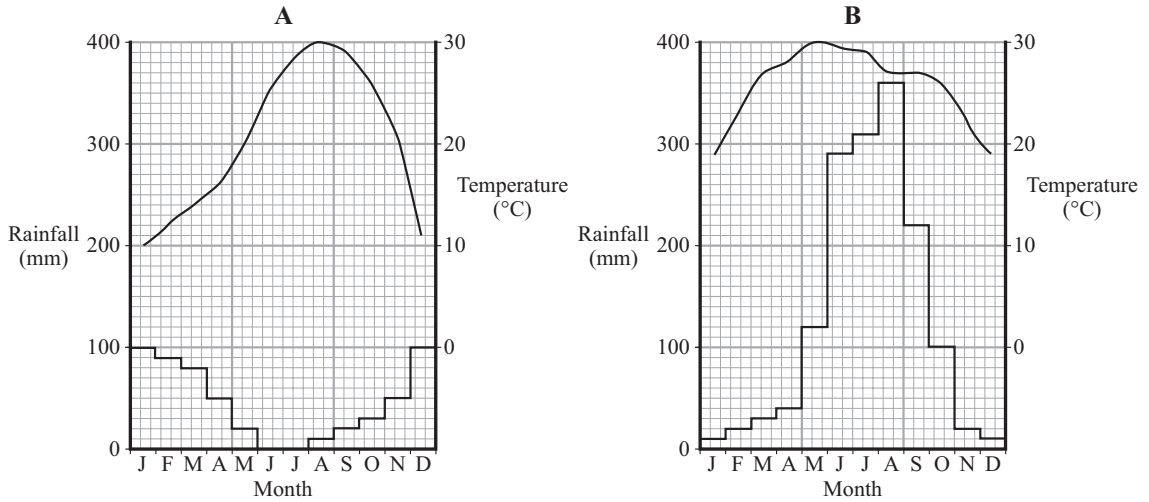 A
400
300
200
100
0
Rainfall
(mm)
30
20
10
0
Temperature
(°C)
J F M A M J J A S O N D
Month
B
400
300
200
100
0
Rainfall
(mm)
30
20
10
0
Temperature
(°C)
J F M A M J J A S O N D
Month